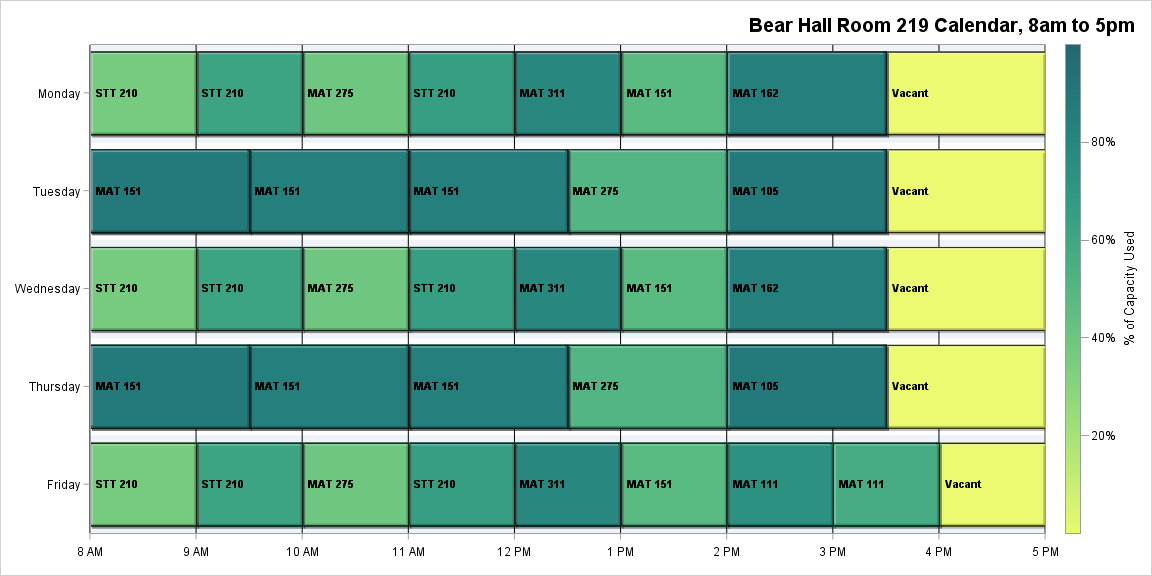 Bear Hall Room 219 Calendar, 8am to 5pm
Monday STT 210 STT 210 MAT 275 STT 210 MAT 311 MAT 151 MAT 162 Vacant
Tuesday MAT 151 MAT 151 MAT 151 MAT 275 MAT 105 Vacant
Wednesday STT 210 STT 210 MAT 275 STT 210 MAT 311 MAT 151 MAT 162 Vacant
Thursday MAT 151 MAT 151 MAT 151 MAT 275 MAT 105 Vacant
Friday STT 210 STT 210 MAT 275 STT 210 MAT 311 MAT 151 MAT 111 MAT 111 Vacant
8 AM 9 AM 10 AM 11 AM 12 PM 1 PM 2 PM 3 PM 4 PM 5 PM
80%
60%
40%
20%
% of Capacity Used